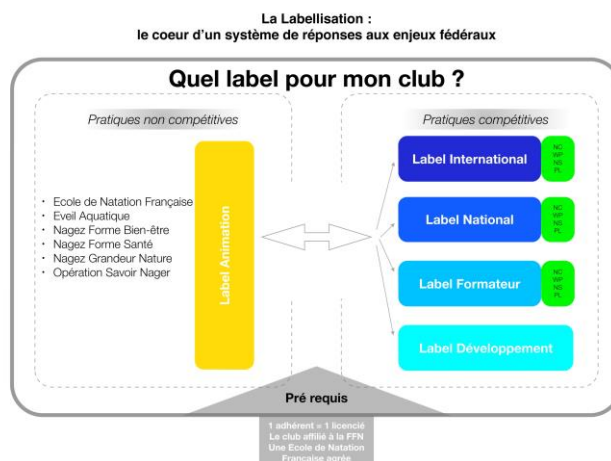 La Labellisation :
le coeur d'un système de réponses aux enjeux fédéraux
Quel label pour mon club ?
Pratiques non compétitives
Ecole de Natation Française
Eveil Aquatique
Nagez Forme Bien-être
Nagez Forme Santé
Nagez Grandeur Nature
Opération Savoir Nager
Label Animation
Pratiques compétitives
Label International
NC
WP
NS
PL
Label National
NC
WP
NS
PL
Label Formateur
NC
WP
NS
PL
Label Développement
Pré requis
1 adhérent = 1 licencié
Le club affilié à la FFN
Une Ecole de Natation
Française agrée